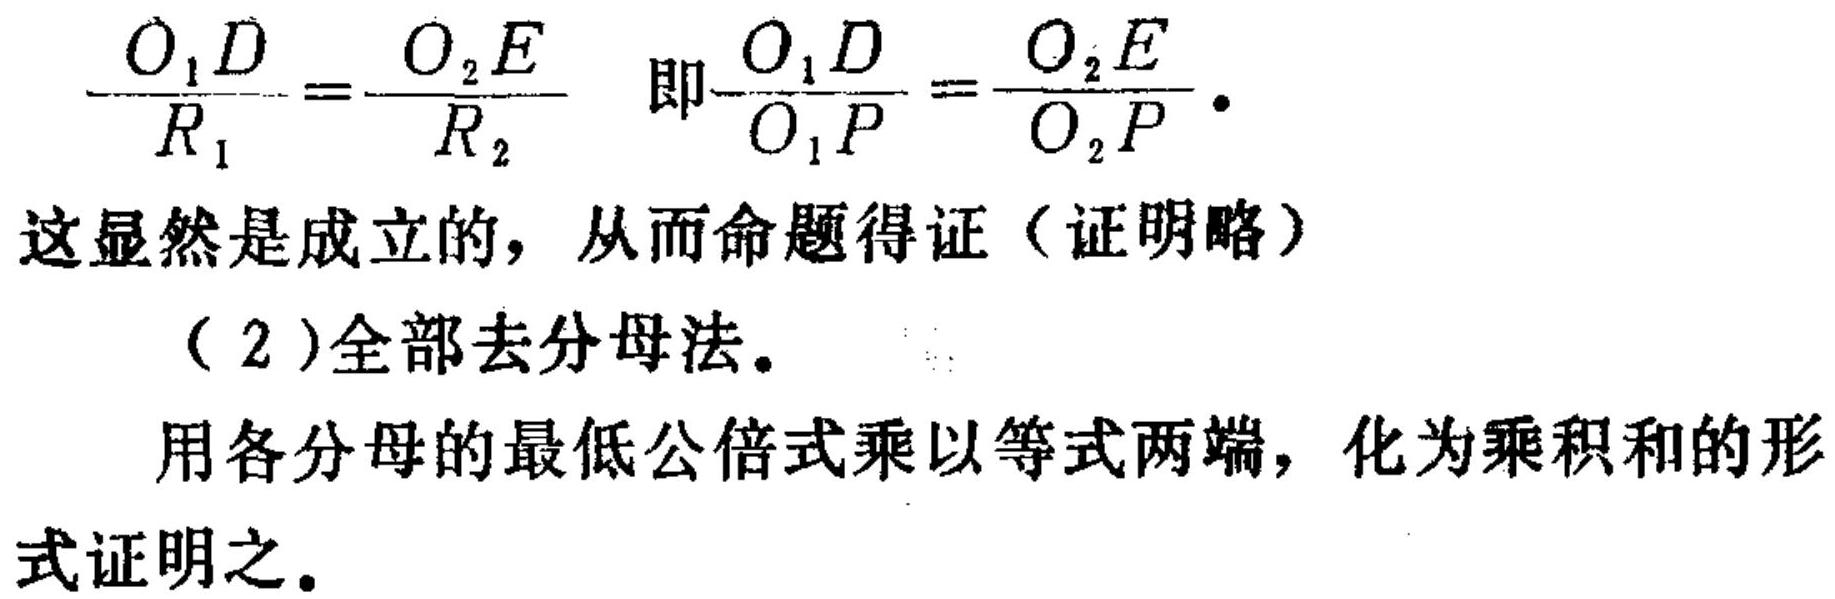 $\frac{O_1D}{R_1}=\frac{O_2E}{R_2}$ 即$\frac{O_1D}{O_1P}=\frac{O_2E}{O_2P}$.
这显然是成立的，从而命题得证（证明略）
（2）全部去分母法.
用各分母的最低公倍式乘以等式两端，化为乘积和的形
式证明之.